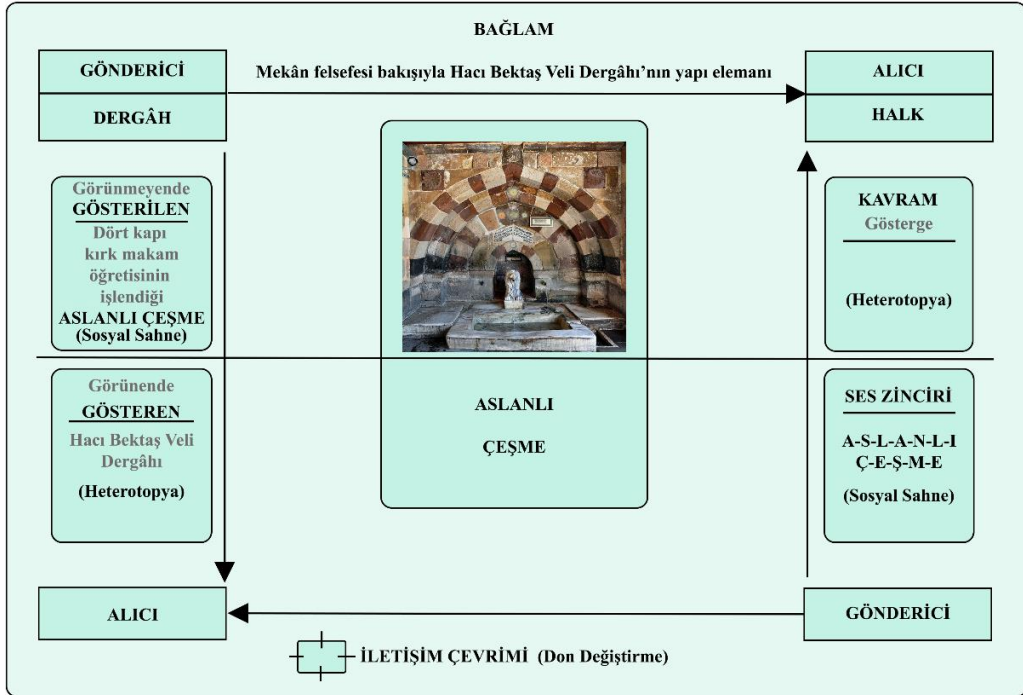 BAĞLAM
GÖNDERİCİ
DERGÂH
Mekân felsefesi bakışıyla Hacı Bektaş Veli Dergâhı’nın yapı elemanı
ALICI
HALK
Görünmeyende
GÖSTERİLEN
Dört kapı
kırk makam
öğretisinin
işlendiği
ASLANLI ÇEŞME
(Sosyal Sahne)
KAVRAM
Gösterge
(Heterotopya)
Görünende
GÖSTEREN
Hacı Bektaş Veli
Dergâhı
(Heterotopya)
ASLANLI
ÇEŞME
SES ZİNCİRİ
A-S-L-A-N-L-I
Ç-E-Ş-M-E
(Sosyal Sahne)
ALICI
GÖNDERİCİ
İLETİŞİM ÇEVRİMİ (Don Değiştirme)